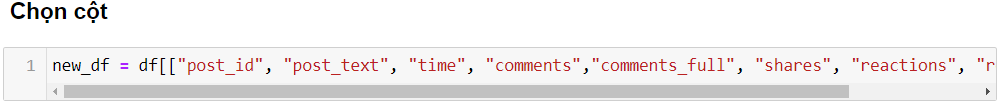 Chọn cột
1 new_df = df[["post_id", "post_text", "time", "comments","comments_full", "shares", "reactions", "r